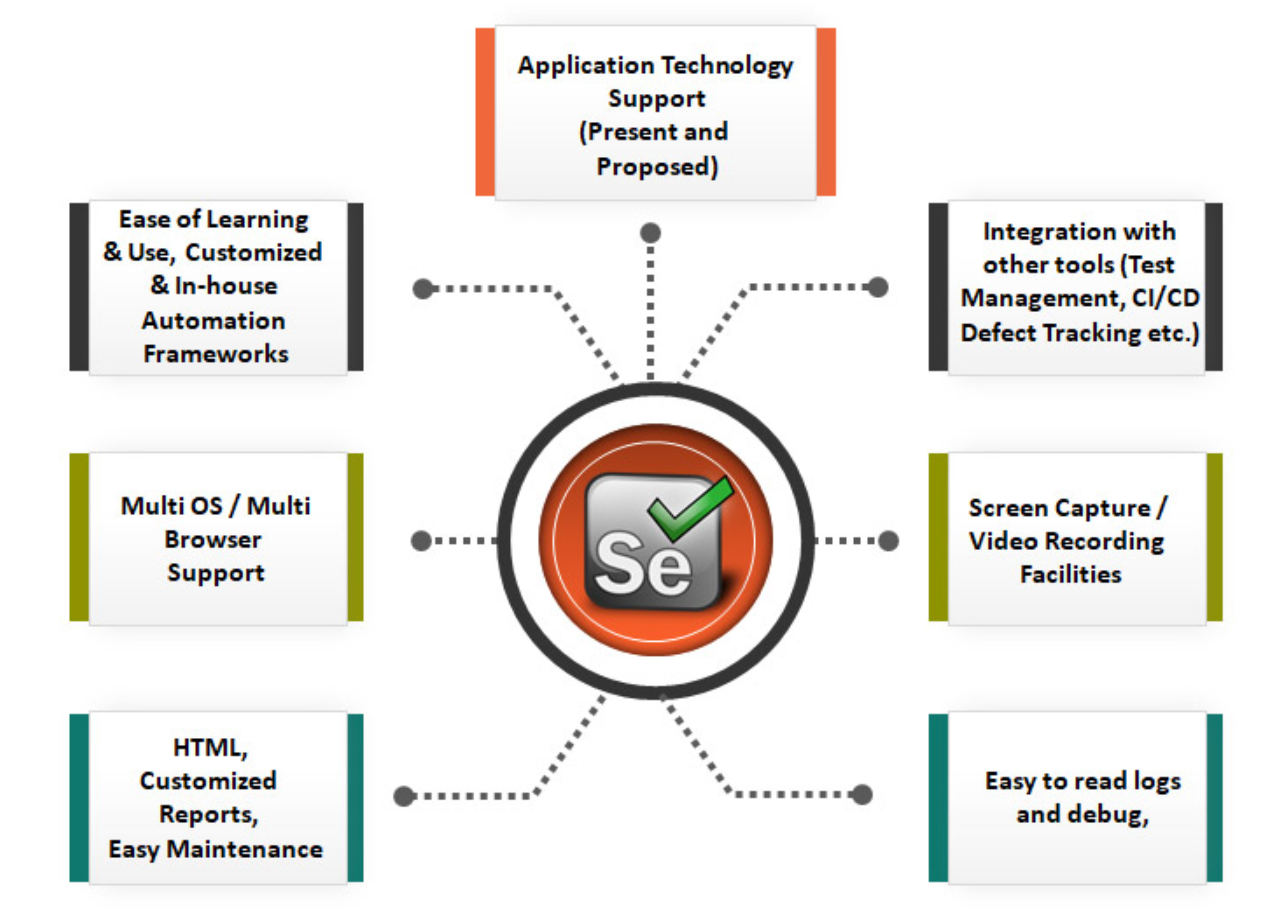 Application Technology
Support
(Present and
Proposed)
Ease of Learning
& Use, Customized
& In-house
Automation
Frameworks
Integration with
other tools (Test
Management, CI/CD
Defect Tracking etc.)
Multi OS / Multi
Browser
Support
Se
Screen Capture /
Video Recording
Facilities
HTML,
Customized
Reports,
Easy Maintenance
Easy to read logs
and debug,